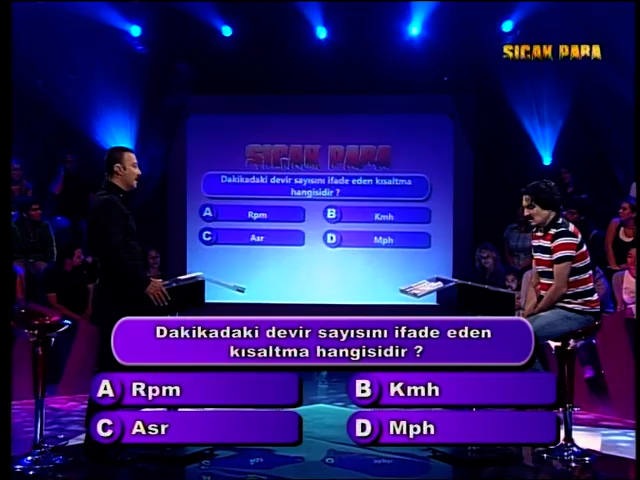 SICAK PARA
SICAK PARA
Dakikadaki devir sayısını ifade eden kısaltma
hangisidir ?
A Rpm
B Kmh
C Asr
D Mph
Dakikadaki devir sayısını ifade eden
kısaltma hangisidir ?
A Rpm
B Kmh
C Asr
D Mph